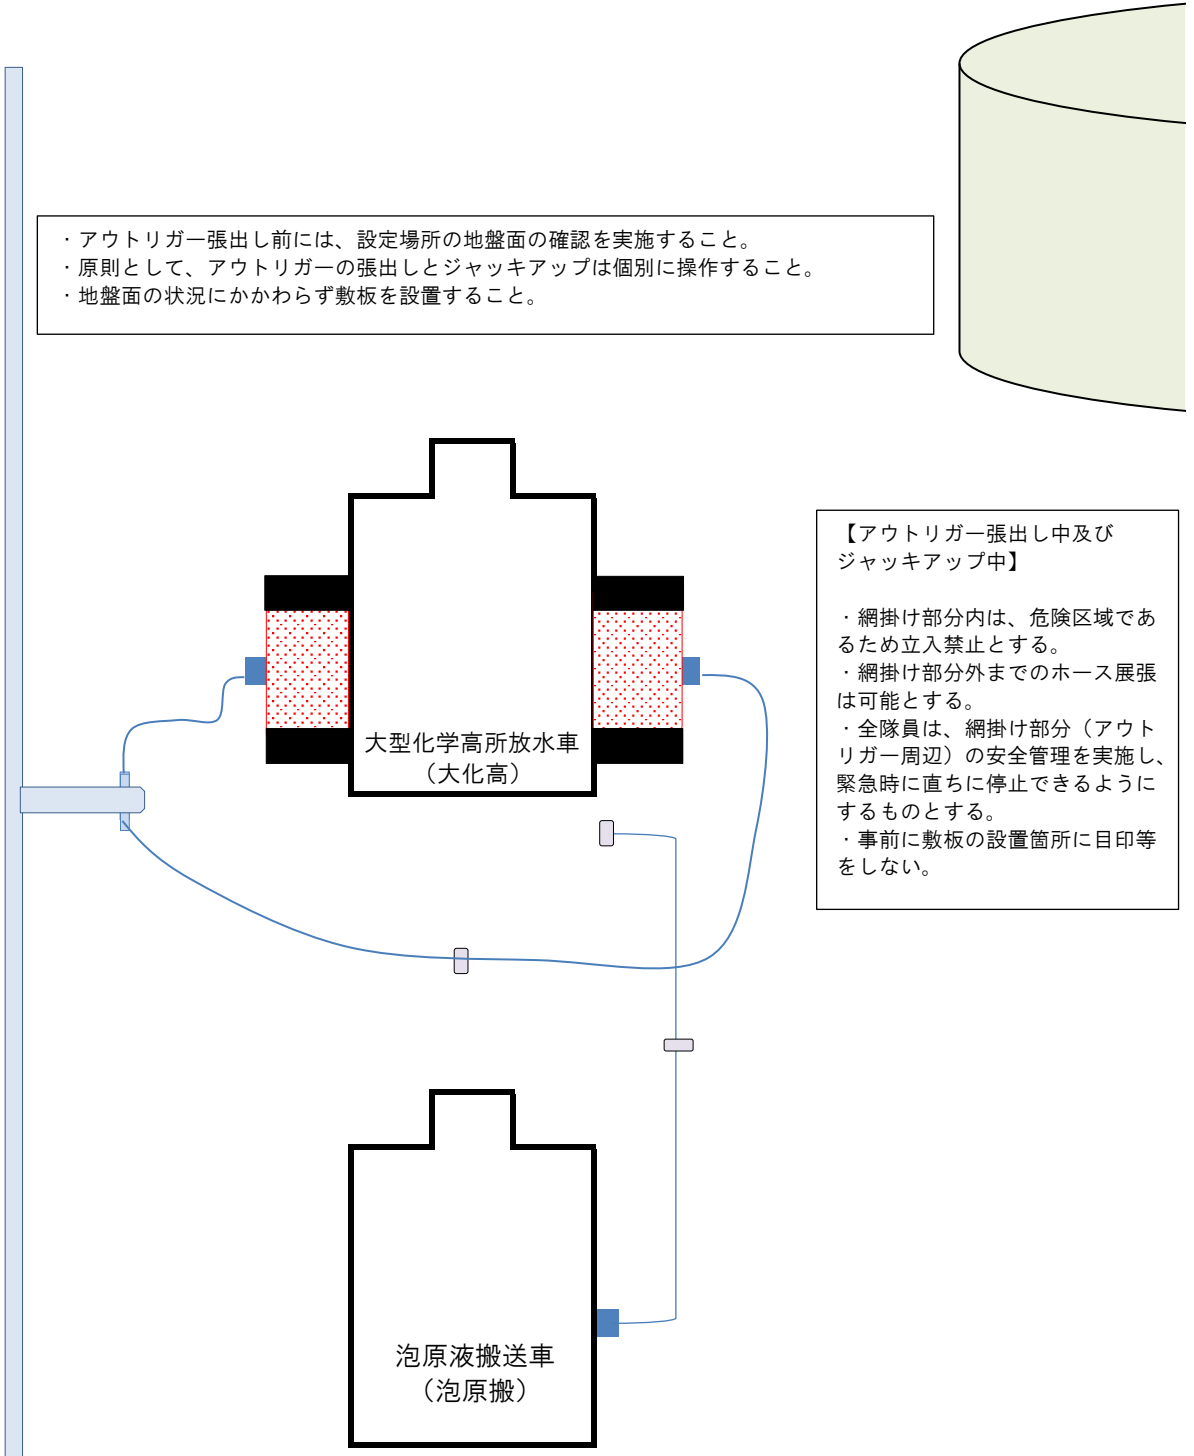 ・アウトリガー張出し前には、設定場所の地盤面の確認を実施すること。
・原則として、アウトリガーの張出しとジャッキアップは個別に操作すること。
・地盤面の状況にかかわらず敷板を設置すること。
【アウトリガー張出し中及び
ジャッキアップ中】
・網掛け部分内は、危険区域であ
るため立入禁止とする。
・網掛け部分外までのホース展張
は可能とする。
・全隊員は、網掛け部分（アウト
リガー周辺）の安全管理を実施し、
緊急時に直ちに停止できるように
するものとする。
・事前に敷板の設置箇所に目印等
をしない。
大型化学高所放水車
（大化高）
泡原液搬送車
（泡原搬）